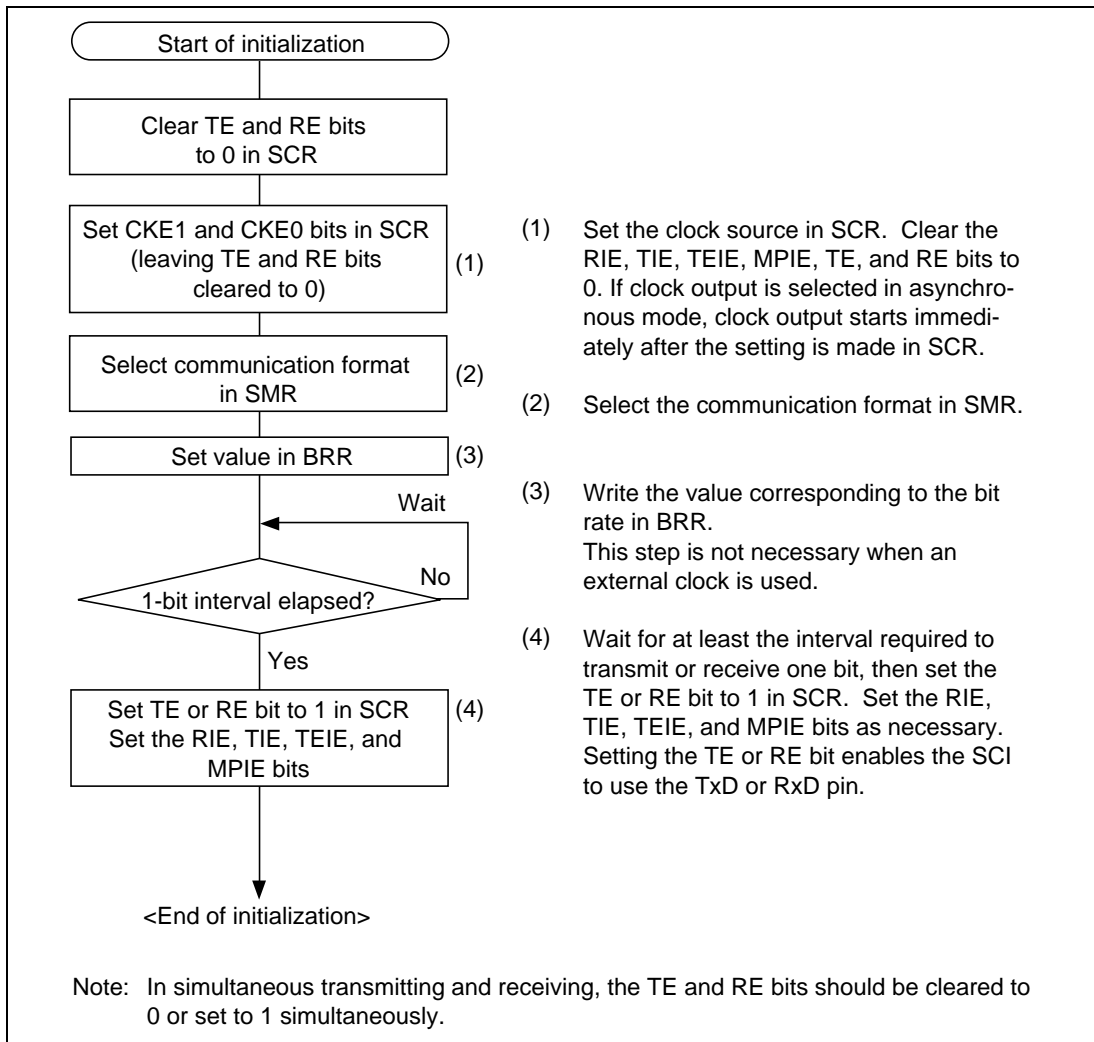 Start of initialization
Clear TE and RE bits
to 0 in SCR
Set CKE1 and CKE0 bits in SCR
(leaving TE and RE bits
cleared to 0)
(1)
Select communication format
in SMR
(2)
Set value in BRR
(3)
Wait
No
1-bit interval elapsed?
Yes
Set TE or RE bit to 1 in SCR
Set the RIE, TIE, TEIE, and
MPIE bits
(4)
<End of initialization>
(1) Set the clock source in SCR. Clear the
RIE, TIE, TEIE, MPIE, TE, and RE bits to
0. If clock output is selected in asynchro-
nous mode, clock output starts immedi-
ately after the setting is made in SCR.
(2) Select the communication format in SMR.
(3) Write the value corresponding to the bit
rate in BRR.
This step is not necessary when an
external clock is used.
(4) Wait for at least the interval required to
transmit or receive one bit, then set the
TE or RE bit to 1 in SCR. Set the RIE,
TIE, TEIE, and MPIE bits as necessary.
Setting the TE or RE bit enables the SCI
to use the TxD or RxD pin.
Note: In simultaneous transmitting and receiving, the TE and RE bits should be cleared to
0 or set to 1 simultaneously.